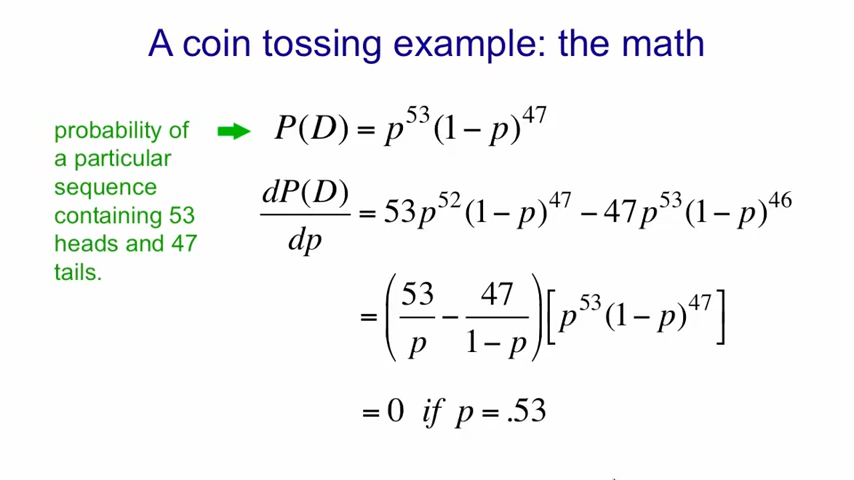 A coin tossing example: the math
probability of
a particular
sequence
containing 53
heads and 47
tails.
P(D) = p^53 (1 − p)^47
dP(D)/dp = 53p^52 (1 − p)^47 − 47p^53 (1 − p)^46
= (53/p − 47/(1 − p)) [p^53 (1 − p)^47]
= 0 if p = .53